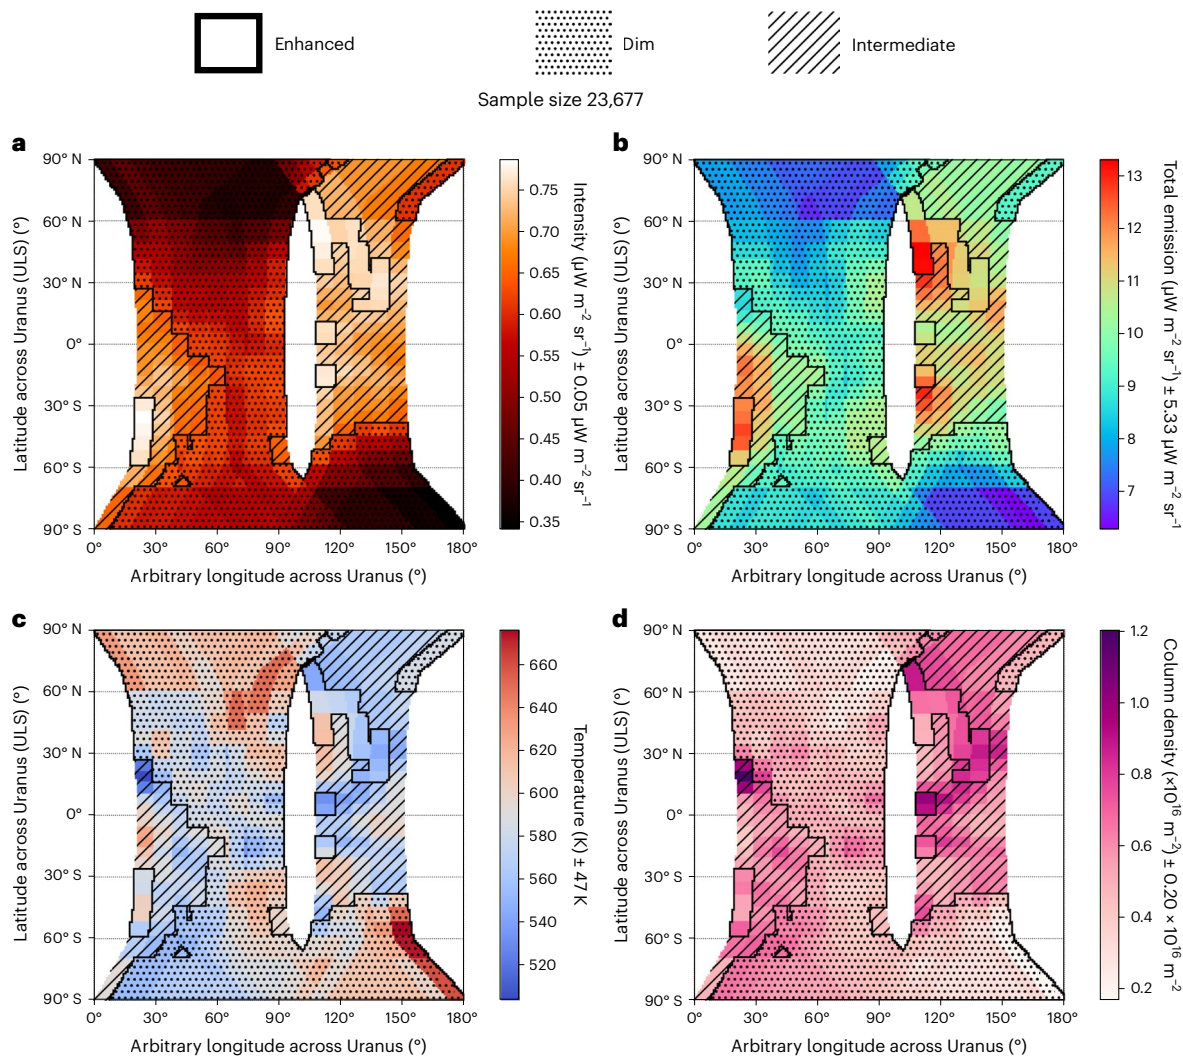 Enhanced
Dim
Intermediate
Sample size 23,677
a
90° N
60° N
30° N
0°
30° S
60° S
90° S
Latitude across Uranus (ULS) (°)
0°
30°
60°
90°
120°
150°
180°
Arbitrary longitude across Uranus (°)
0.75
0.70
0.65
0.60
0.55
0.50
0.45
0.40
0.35
Intensity (µW m−2 sr−1) ± 0.05 µW m−2 sr−1
b
90° N
60° N
30° N
0°
30° S
60° S
90° S
Latitude across Uranus (ULS) (°)
0°
30°
60°
90°
120°
150°
180°
Arbitrary longitude across Uranus (°)
13
12
11
10
9
8
7
Total emission (µW m−2 sr−1) ± 5.33 µW m−2 sr−1
c
90° N
60° N
30° N
0°
30° S
60° S
90° S
Latitude across Uranus (ULS) (°)
0°
30°
60°
90°
120°
150°
180°
Arbitrary longitude across Uranus (°)
660
640
620
600
580
560
540
520
Temperature (K) ± 47 K
d
90° N
60° N
30° N
0°
30° S
60° S
90° S
Latitude across Uranus (ULS) (°)
0°
30°
60°
90°
120°
150°
180°
Arbitrary longitude across Uranus (°)
1.2
1.0
0.8
0.6
0.4
0.2
Column density (×10¹⁶ m−2) ± 0.20 × 10¹⁶ m−2